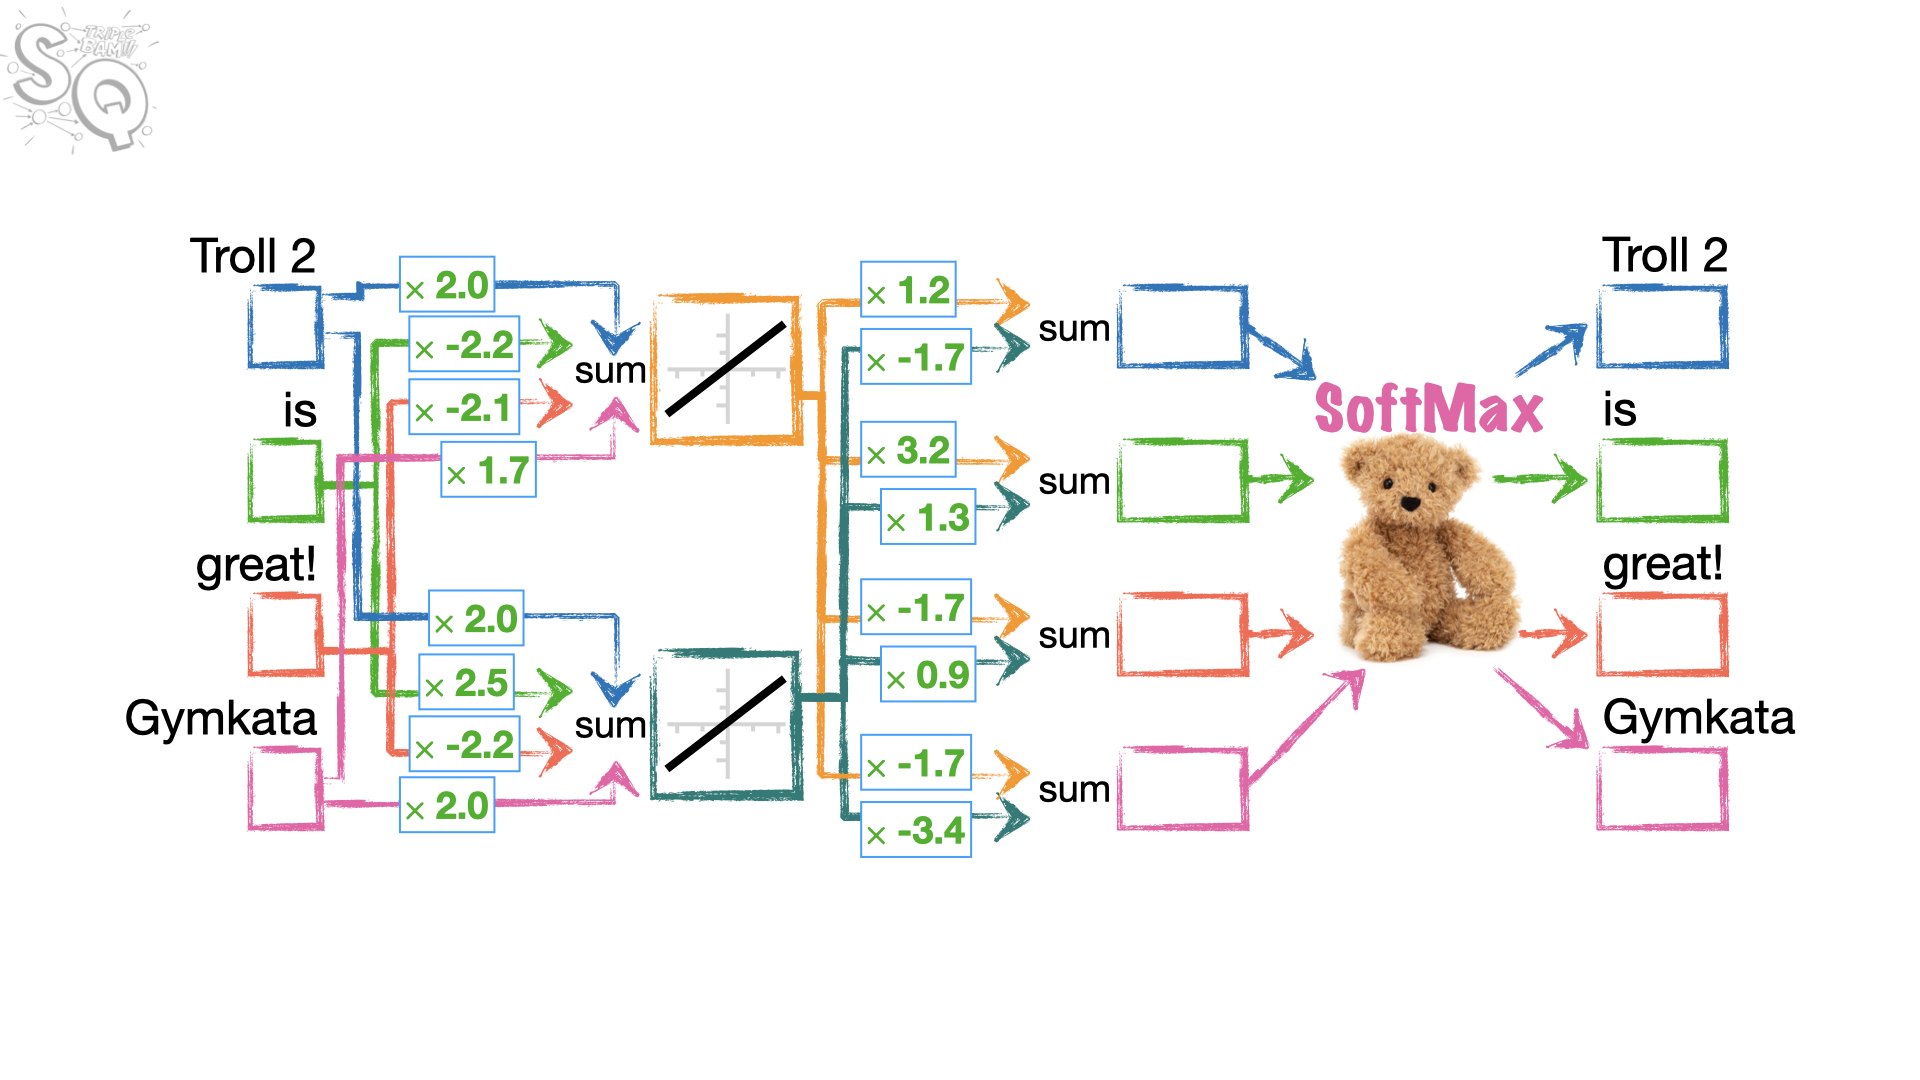 SQ
TRIPLE
BAM!!!
Troll 2
is
great!
Gymkata
× 2.0
× -2.2
× -2.1
× 1.7
sum
× 2.0
× 2.5
× -2.2
× 2.0
sum
× 1.2
× -1.7
sum
× 3.2
× 1.3
sum
× -1.7
× 0.9
sum
× -1.7
× -3.4
sum
SoftMax
Troll 2
is
great!
Gymkata